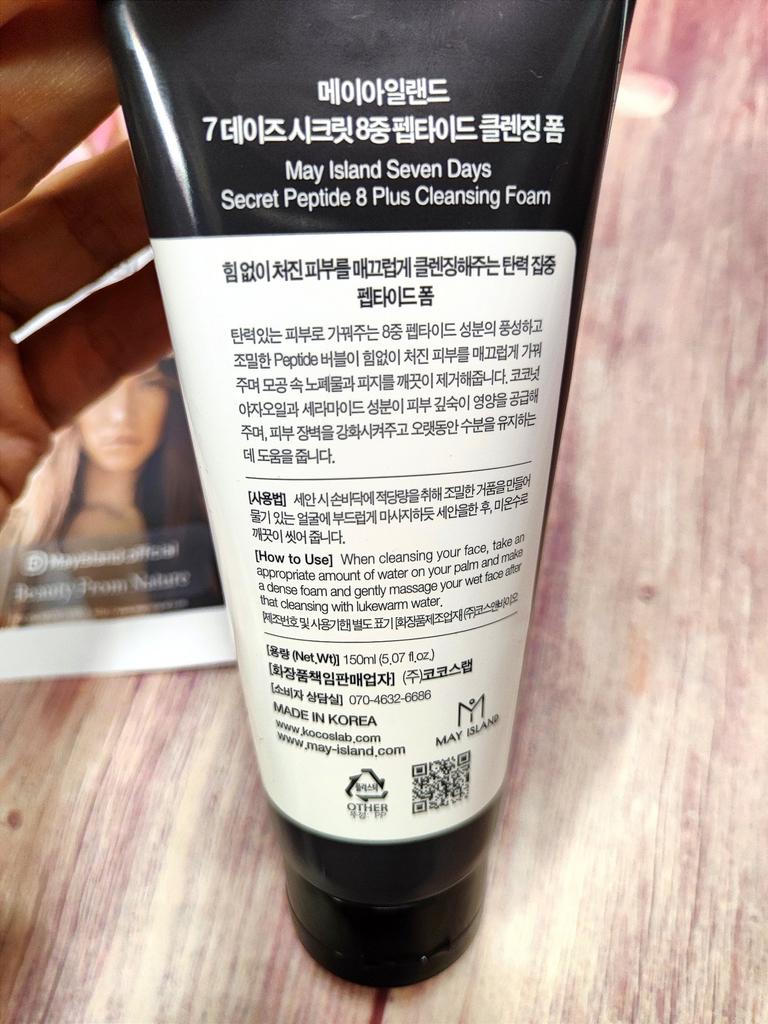 메이아일랜드
7 데이즈 시크릿 8중 펩타이드 클렌징 폼
May Island Seven Days
Secret Peptide 8 Plus Cleansing Foam
힘 없이 처진 피부를 매끄럽게 클렌징해주는 탄력 집중
펩타이드 폼
탄력있는 피부로 가꿔주는 8중 펩타이드 성분의 풍성하고
조밀한 Peptide 버블이 힘없이 처진 피부를 매끄럽게 가꿔
주며 모공 속 노폐물과 피지를 깨끗이 제거해줍니다. 코코넛
야자오일과 세라마이드 성분이 피부 깊숙이 영양을 공급해
주며, 피부 장벽을 강화시켜주고 오랫동안 수분을 유지하는
데 도움을 줍니다.
[사용법] 세안 시 손바닥에 적당량을 취해 조밀한 거품을 만들어
물기 있는 얼굴에 부드럽게 마사지하듯 세안을한 후, 미온수로
깨끗이 씻어 줍니다.
[How to Use] When cleansing your face, take an
appropriate amount of water on your palm and make
a dense foam and gently massage your wet face after
that cleansing with lukewarm water.
[제조번호 및 사용기한] 별도 표기 [화장품제조업자] (주)코스앤바이오
[용량 (Net.Wt)] 150ml (5.07 fl.oz.)
[화장품책임판매업자] (주)코코스랩
[소비자 상담실] 070-4632-6686
MADE IN KOREA
www.kocoslab.com
www.may-island.com
MAY ISLAND
플라스틱
OTHER
뚜껑: PP
Mayisland.official
Beauty From Nature